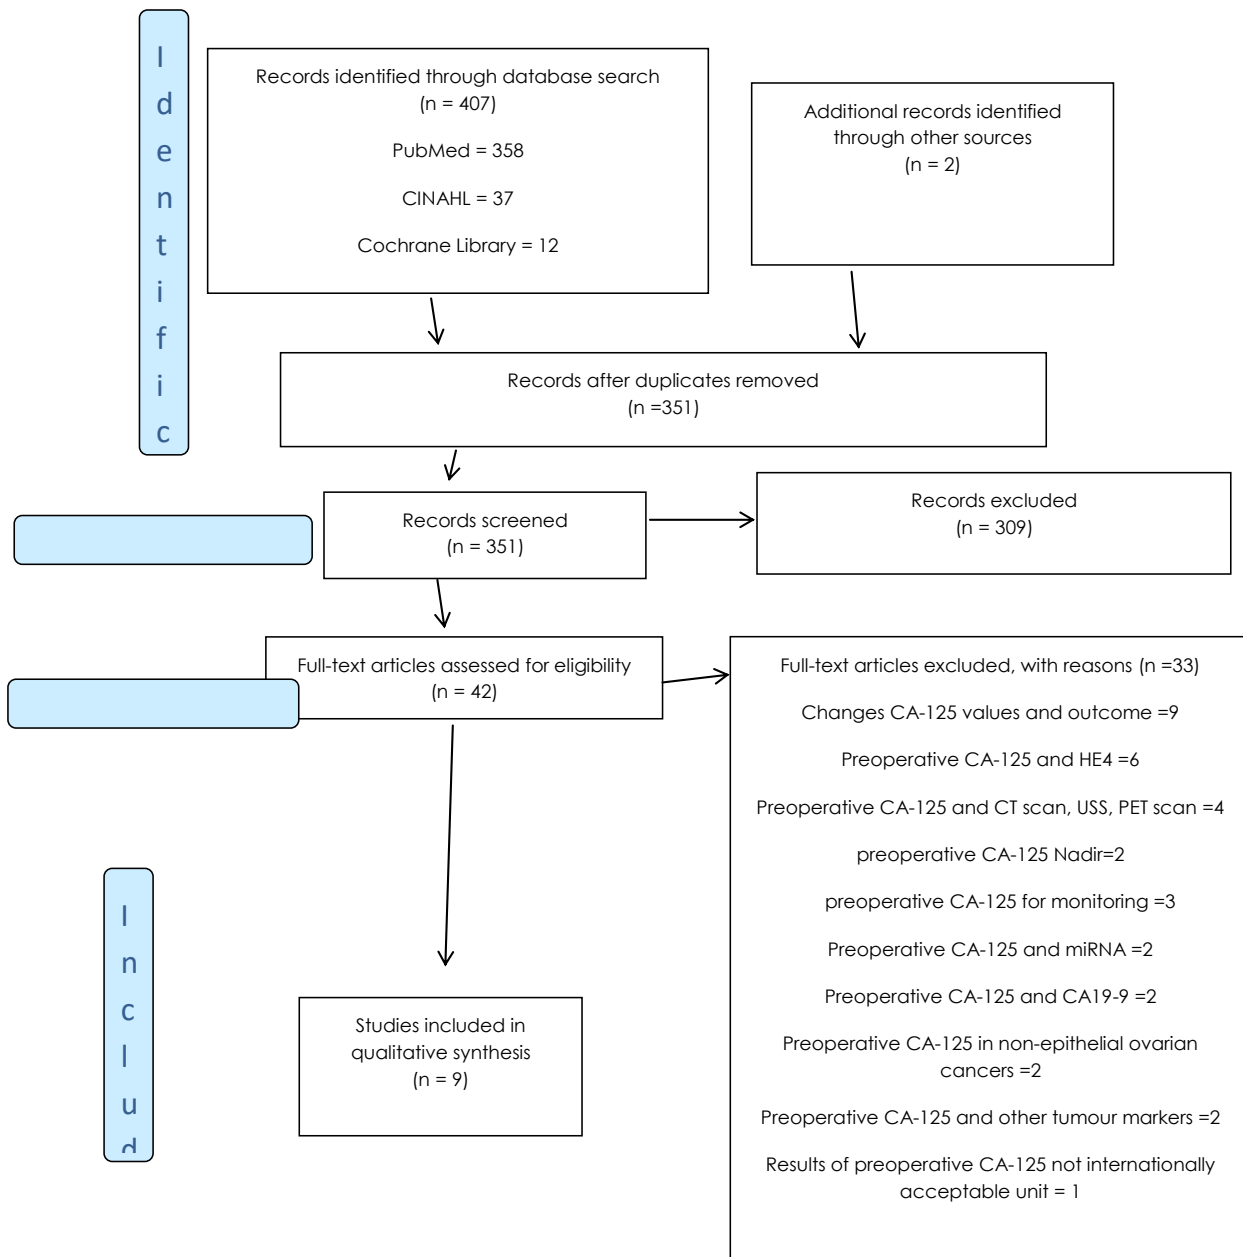 Identific
Records identified through database search
(n = 407)
PubMed = 358
CINAHL = 37
Cochrane Library = 12
Additional records identified
through other sources
(n = 2)
Records after duplicates removed
(n =351)
Records screened
(n = 351)
Records excluded
(n = 309)
Full-text articles assessed for eligibility
(n = 42)
Full-text articles excluded, with reasons (n =33)
Changes CA-125 values and outcome =9
Preoperative CA-125 and HE4 =6
Preoperative CA-125 and CT scan, USS, PET scan =4
preoperative CA-125 Nadir=2
preoperative CA-125 for monitoring =3
Preoperative CA-125 and miRNA =2
Preoperative CA-125 and CA19-9 =2
Preoperative CA-125 in non-epithelial ovarian
cancers =2
Preoperative CA-125 and other tumour markers =2
Results of preoperative CA-125 not internationally
acceptable unit = 1
Includ
Studies included in
qualitative synthesis
(n = 9)